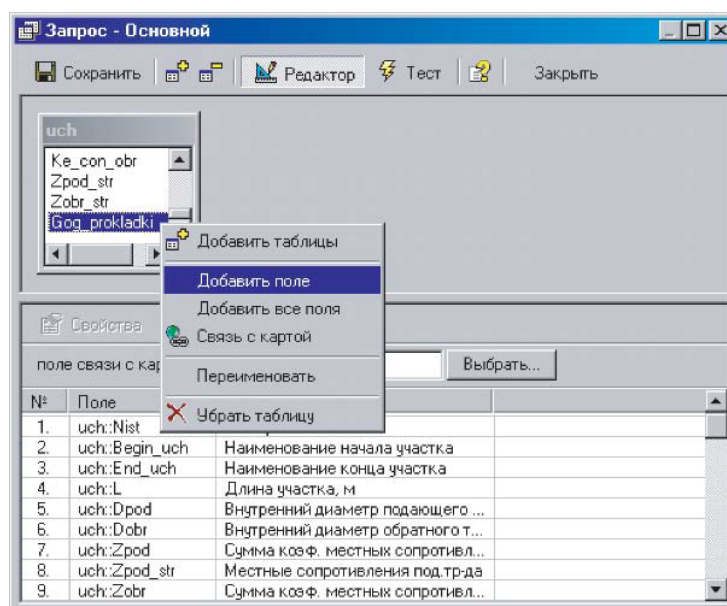 Запрос - Основной
Сохранить Редактор Тест Закрыть
uch
Ke_con_obr
Zpod_str
Zobr_str
Gog_prokladki
Добавить таблицы
Добавить поле
Добавить все поля
Связь с картой
Переименовать
Убрать таблицу
Свойства
поле связи с кар Выбрать...
№ Поле
1. uch::Nist
2. uch::Begin_uch Наименование начала участка
3. uch::End_uch Наименование конца участка
4. uch::L Длина участка, м
5. uch::Dpod Внутренний диаметр подающего ...
6. uch::Dobr Внутренний диаметр обратного т...
7. uch::Zpod Сумма коэф. местных сопротивл...
8. uch::Zpod_str Местные сопротивления под.тр-да
9. uch::Zobr Сумма коэф. местных сопротивл...